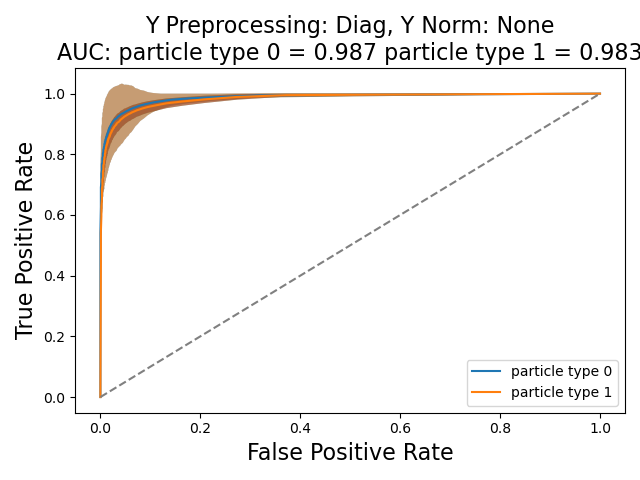 Y Preprocessing: Diag, Y Norm: None
AUC: particle type 0 = 0.987 particle type 1 = 0.983
True Positive Rate
1.0
0.8
0.6
0.4
0.2
0.0
particle type 0
particle type 1
0.0 0.2 0.4 0.6 0.8 1.0
False Positive Rate